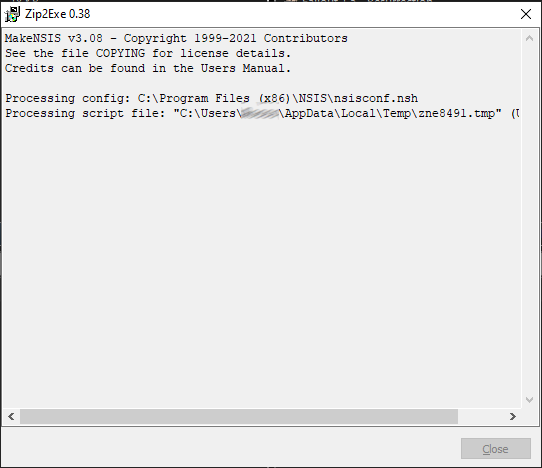 Zip2Exe 0.38
MakeNSIS v3.08 - Copyright 1999-2021 Contributors
See the file COPYING for license details.
Credits can be found in the Users Manual.
Processing config: C:\Program Files (x86)\NSIS\nsisconf.nsh
Processing script file: "C:\Users\ \AppData\Local\Temp\zne8491.tmp" (
Close